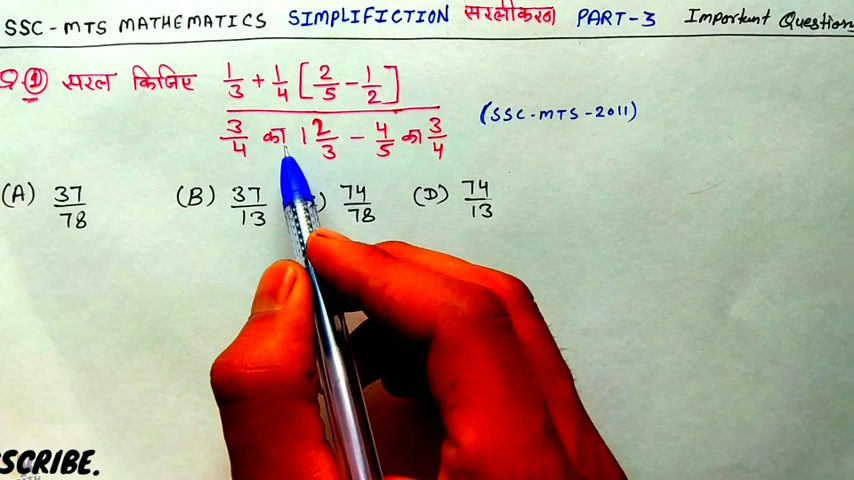 SSC-MTS MATHEMATICS SIMPLIFICTION सरलीकरण PART-3 Important Questions
Q.① सरल किजिए 1/3 + 1/4 [2/5 - 1/2]
3/4 का 1 2/3 - 4/5 का 3/4 (SSC-MTS-2011)
(A) 37/78 (B) 37/13 ) 74/78 (D) 74/13
SCRIBE.